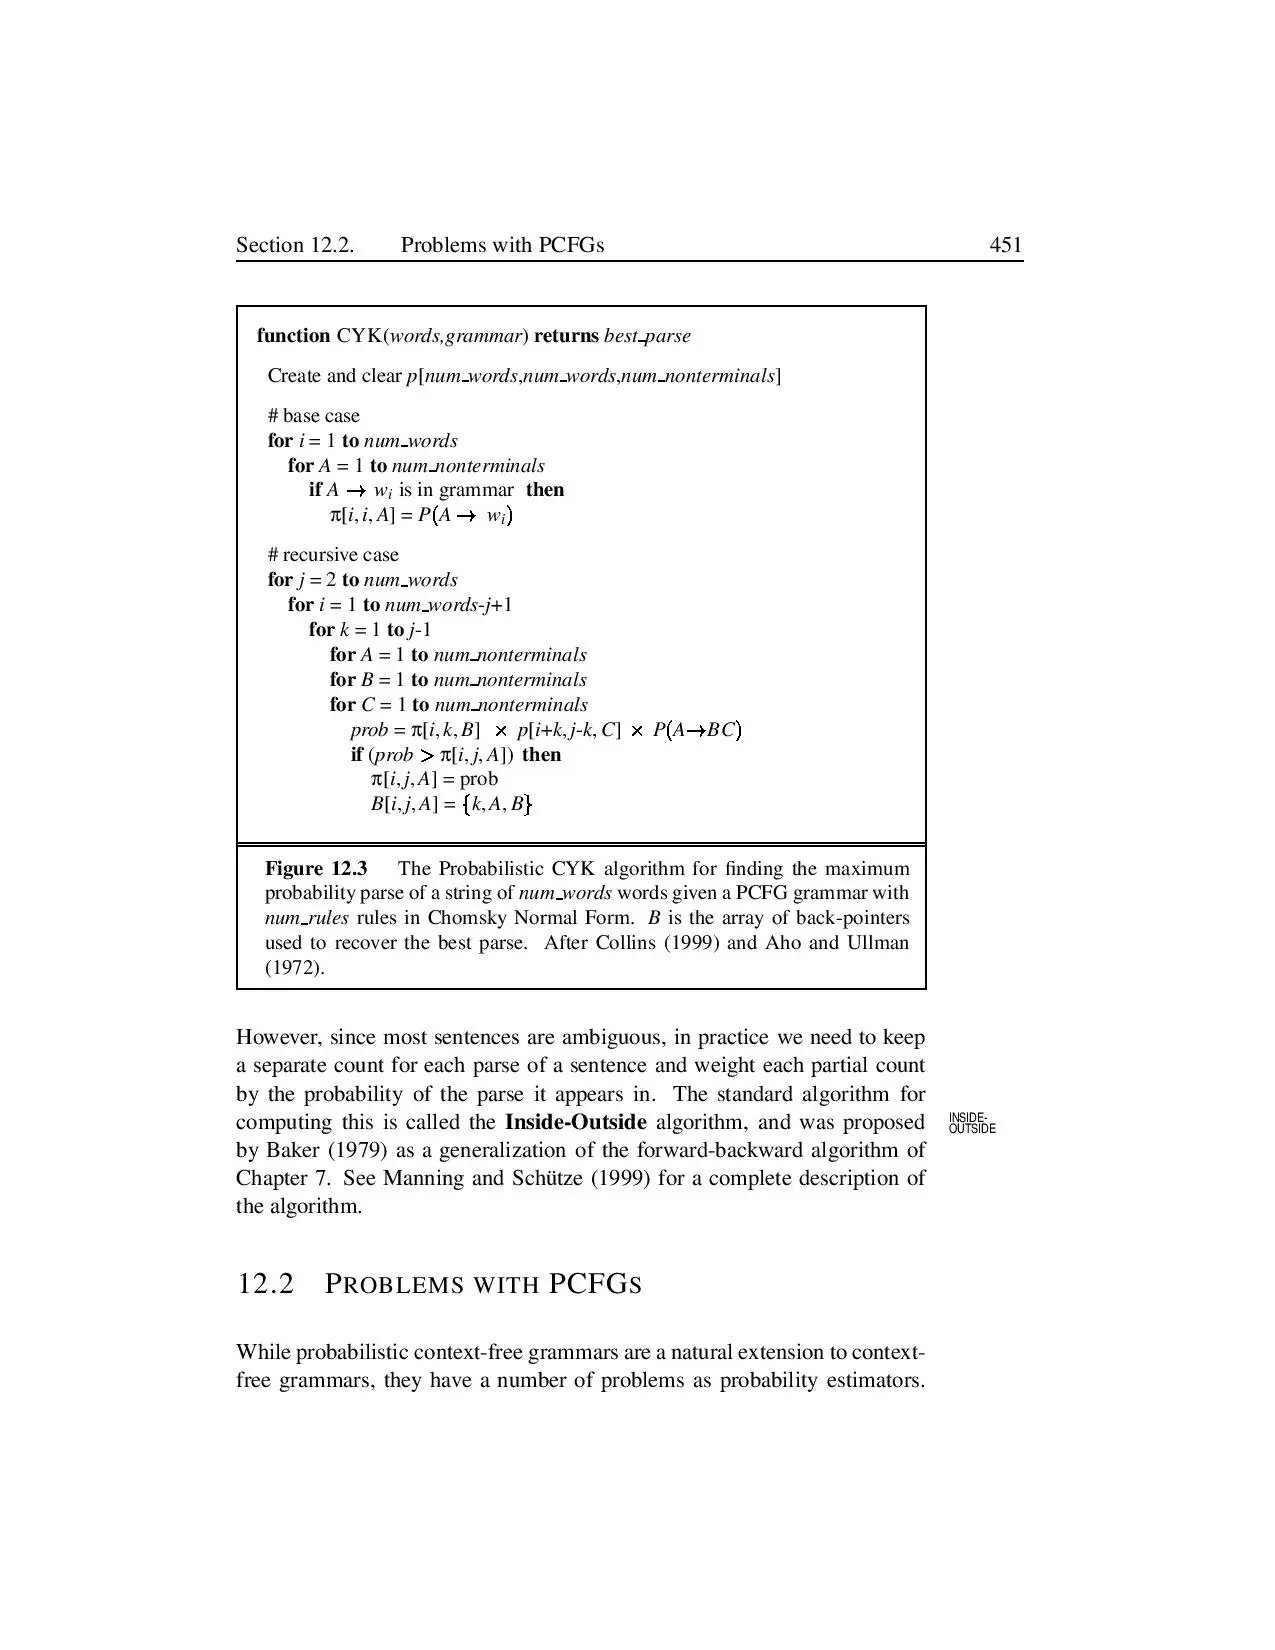 Section 12.2. Problems with PCFGs 451
function CYK(words,grammar) returns best_parse
Create and clear p[num_words,num_words,num_nonterminals]
# base case
for i = 1 to num_words
for A = 1 to num_nonterminals
if A → wi is in grammar then
π[i, i, A] = P(A → wi)
# recursive case
for j = 2 to num_words
for i = 1 to num_words-j+1
for k = 1 to j-1
for A = 1 to num_nonterminals
for B = 1 to num_nonterminals
for C = 1 to num_nonterminals
prob = π[i, k, B] × p[i+k, j-k, C] × P(A→BC)
if (prob > π[i, j, A]) then
π[i, j, A] = prob
B[i, j, A] = {k, A, B}
Figure 12.3 The Probabilistic CYK algorithm for finding the maximum
probability parse of a string of num_words words given a PCFG grammar with
num_rules rules in Chomsky Normal Form. B is the array of back-pointers
used to recover the best parse. After Collins (1999) and Aho and Ullman
(1972).
However, since most sentences are ambiguous, in practice we need to keep
a separate count for each parse of a sentence and weight each partial count
by the probability of the parse it appears in. The standard algorithm for
computing this is called the Inside-Outside algorithm, and was proposed
INSIDE-
OUTSIDE
by Baker (1979) as a generalization of the forward-backward algorithm of
Chapter 7. See Manning and Schütze (1999) for a complete description of
the algorithm.
12.2 PROBLEMS WITH PCFGS
While probabilistic context-free grammars are a natural extension to context-
free grammars, they have a number of problems as probability estimators.